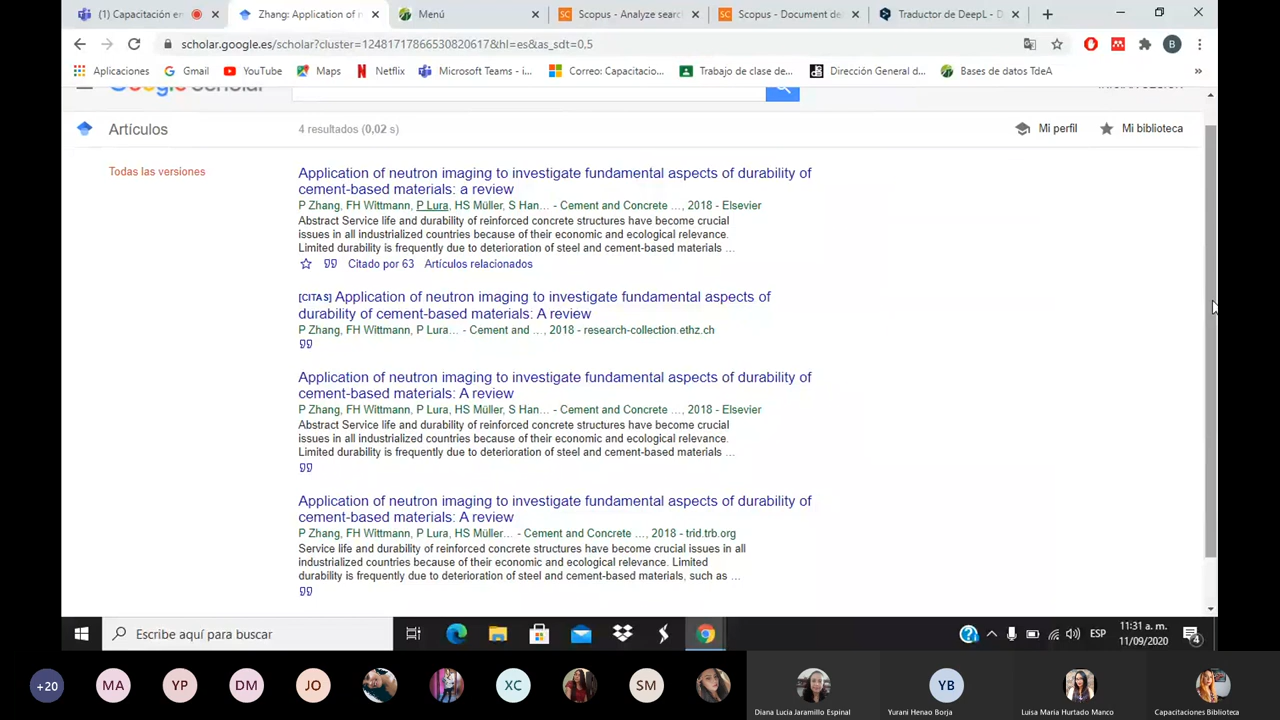 (1) Capacitación en
Zhang: Application of n
Menú
Scopus - Analyze searc
Scopus - Document de
Traductor de DeepL - D
scholar.google.es/scholar?cluster=12481717866530820617&hl=es&as_sdt=0,5
Aplicaciones
Gmail
YouTube
Maps
Netflix
Microsoft Teams - i...
Correo: Capacitacio...
Trabajo de clase de...
Dirección General d...
Bases de datos TdeA
»
B
Google Scholar
INICIAR SESIÓN
Artículos
4 resultados (0,02 s)
Mi perfil
Mi biblioteca
Todas las versiones
Application of neutron imaging to investigate fundamental aspects of durability of
cement-based materials: a review
P Zhang, FH Wittmann, P Lura, HS Müller, S Han... - Cement and Concrete ..., 2018 - Elsevier
Abstract Service life and durability of reinforced concrete structures have become crucial
issues in all industrialized countries because of their economic and ecological relevance.
Limited durability is frequently due to deterioration of steel and cement-based materials ...
Citado por 63 Artículos relacionados
[CITAS] Application of neutron imaging to investigate fundamental aspects of
durability of cement-based materials: A review
P Zhang, FH Wittmann, P Lura... - Cement and ..., 2018 - research-collection.ethz.ch
Application of neutron imaging to investigate fundamental aspects of durability of
cement-based materials: A review
P Zhang, FH Wittmann, P Lura, HS Müller, S Han... - Cement and Concrete ..., 2018 - Elsevier
Abstract Service life and durability of reinforced concrete structures have become crucial
issues in all industrialized countries because of their economic and ecological relevance.
Limited durability is frequently due to deterioration of steel and cement-based materials ...
Application of neutron imaging to investigate fundamental aspects of durability of
cement-based materials: A review
P Zhang, FH Wittmann, P Lura, HS Müller... - Cement and Concrete ..., 2018 - trid.trb.org
Service life and durability of reinforced concrete structures have become crucial issues in all
industrialized countries because of their economic and ecological relevance. Limited
durability is frequently due to deterioration of steel and cement-based materials, such as ...
Escribe aquí para buscar
ESP
11:31 a. m.
11/09/2020
4
+20
MA
YP
DM
JO
XC
SM
YB
Diana Lucia Jaramillo Espinal
Yurani Henao Borja
Luisa Maria Hurtado Manco
Capacitaciones Biblioteca